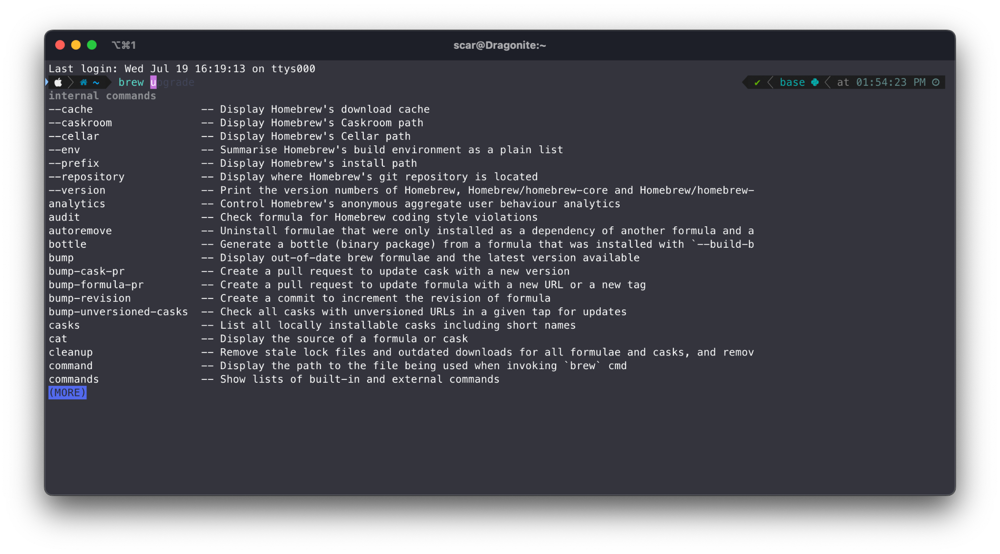 ⌥⌘1 scar@Dragonite:~
Last login: Wed Jul 19 16:19:13 on ttys000
~ brew upgrade ✔ base at 01:54:23 PM
internal commands
--cache -- Display Homebrew's download cache
--caskroom -- Display Homebrew's Caskroom path
--cellar -- Display Homebrew's Cellar path
--env -- Summarise Homebrew's build environment as a plain list
--prefix -- Display Homebrew's install path
--repository -- Display where Homebrew's git repository is located
--version -- Print the version numbers of Homebrew, Homebrew/homebrew-core and Homebrew/homebrew-
analytics -- Control Homebrew's anonymous aggregate user behaviour analytics
audit -- Check formula for Homebrew coding style violations
autoremove -- Uninstall formulae that were only installed as a dependency of another formula and a
bottle -- Generate a bottle (binary package) from a formula that was installed with `--build-b
bump -- Display out-of-date brew formulae and the latest version available
bump-cask-pr -- Create a pull request to update cask with a new version
bump-formula-pr -- Create a pull request to update formula with a new URL or a new tag
bump-revision -- Create a commit to increment the revision of formula
bump-unversioned-casks -- Check all casks with unversioned URLs in a given tap for updates
casks -- List all locally installable casks including short names
cat -- Display the source of a formula or cask
cleanup -- Remove stale lock files and outdated downloads for all formulae and casks, and remov
command -- Display the path to the file being used when invoking `brew` cmd
commands -- Show lists of built-in and external commands
(MORE)